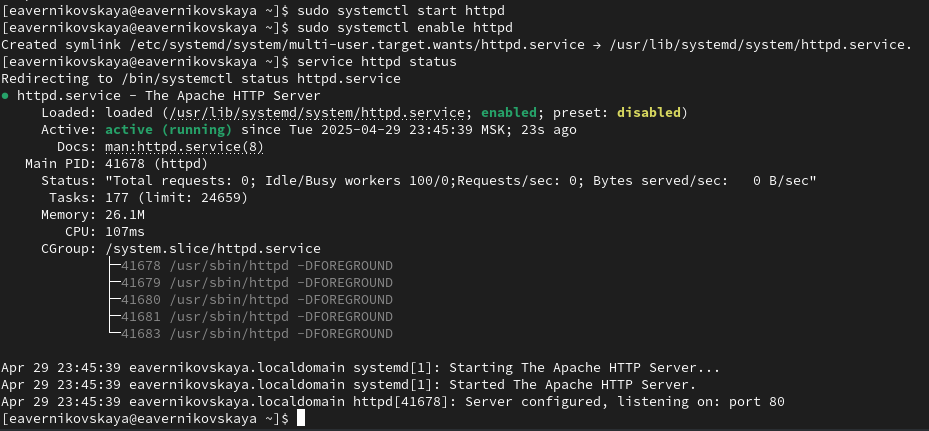 [eavernikovskaya@eavernikovskaya ~]$ sudo systemctl start httpd
[eavernikovskaya@eavernikovskaya ~]$ sudo systemctl enable httpd
Created symlink /etc/systemd/system/multi-user.target.wants/httpd.service → /usr/lib/systemd/system/httpd.service.
[eavernikovskaya@eavernikovskaya ~]$ service httpd status
Redirecting to /bin/systemctl status httpd.service
● httpd.service - The Apache HTTP Server
     Loaded: loaded (/usr/lib/systemd/system/httpd.service; enabled; preset: disabled)
     Active: active (running) since Tue 2025-04-29 23:45:39 MSK; 23s ago
       Docs: man:httpd.service(8)
   Main PID: 41678 (httpd)
     Status: "Total requests: 0; Idle/Busy workers 100/0;Requests/sec: 0; Bytes served/sec:   0 B/sec"
      Tasks: 177 (limit: 24659)
     Memory: 26.1M
        CPU: 107ms
     CGroup: /system.slice/httpd.service
             ├─41678 /usr/sbin/httpd -DFOREGROUND
             ├─41679 /usr/sbin/httpd -DFOREGROUND
             ├─41680 /usr/sbin/httpd -DFOREGROUND
             ├─41681 /usr/sbin/httpd -DFOREGROUND
             └─41683 /usr/sbin/httpd -DFOREGROUND

Apr 29 23:45:39 eavernikovskaya.localdomain systemd[1]: Starting The Apache HTTP Server...
Apr 29 23:45:39 eavernikovskaya.localdomain systemd[1]: Started The Apache HTTP Server.
Apr 29 23:45:39 eavernikovskaya.localdomain httpd[41678]: Server configured, listening on: port 80
[eavernikovskaya@eavernikovskaya ~]$